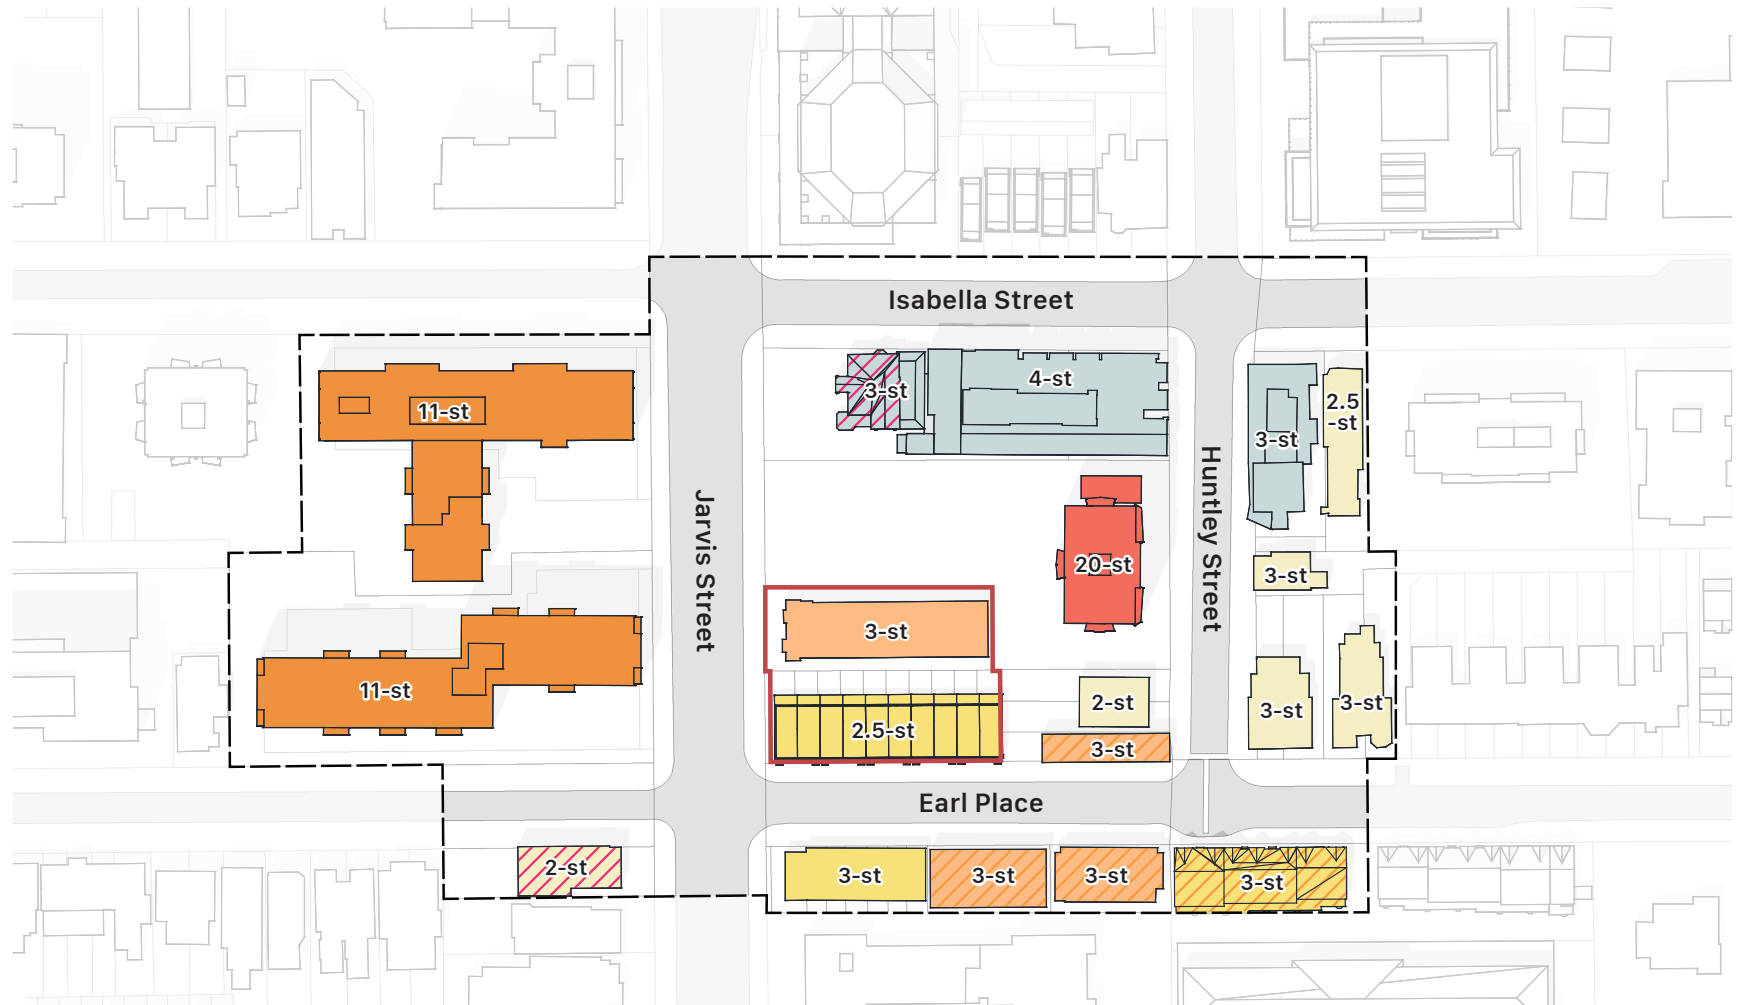 Isabella Street
3-st
4-st
2.5
-st
11-st
3-st
Jarvis Street
Huntley Street
20-st
3-st
3-st
11-st
2-st
3-st
3-st
2.5-st
3-st
Earl Place
2-st
3-st
3-st
3-st
3-st